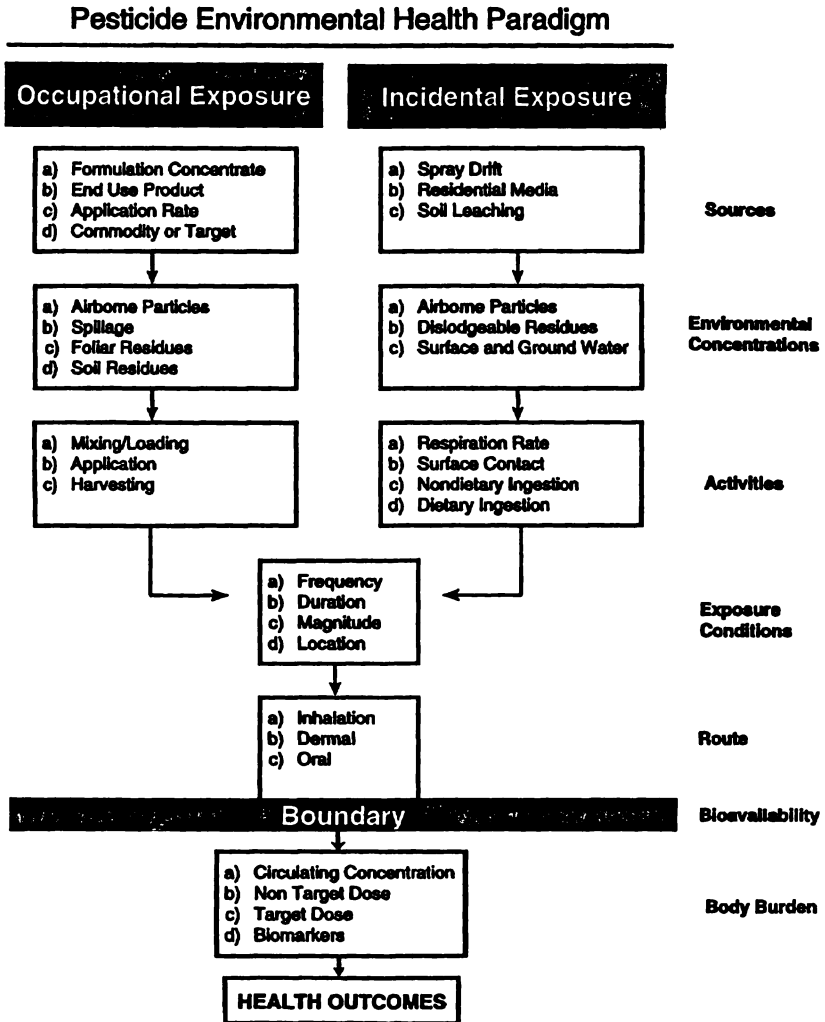 Pesticide Environmental Health Paradigm
Occupational Exposure
Incidental Exposure
a) Formulation Concentrate
b) End Use Product
c) Application Rate
d) Commodity or Target
a) Spray Drift
b) Residential Media
c) Soil Leaching
Sources
a) Airborne Particles
b) Spillage
c) Foliar Residues
d) Soil Residues
a) Airborne Particles
b) Dislodgeable Residues
c) Surface and Ground Water
Environmental
Concentrations
a) Mixing/Loading
b) Application
c) Harvesting
a) Respiration Rate
b) Surface Contact
c) Nondietary Ingestion
d) Dietary Ingestion
Activities
a) Frequency
b) Duration
c) Magnitude
d) Location
Exposure
Conditions
a) Inhalation
b) Dermal
c) Oral
Route
Boundary
Bioavailability
a) Circulating Concentration
b) Non Target Dose
c) Target Dose
d) Biomarkers
Body Burden
HEALTH OUTCOMES